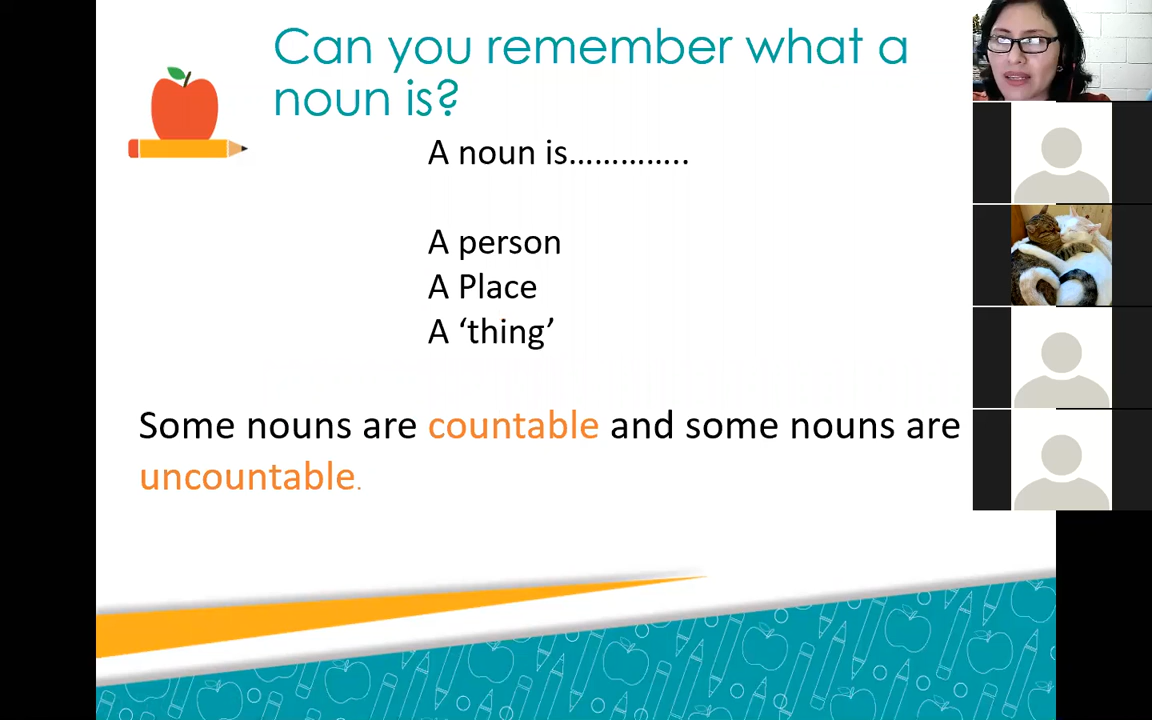 Can you remember what a
noun is?
A noun is…………..
A person
A Place
A ‘thing’
Some nouns are countable and some nouns are
uncountable.